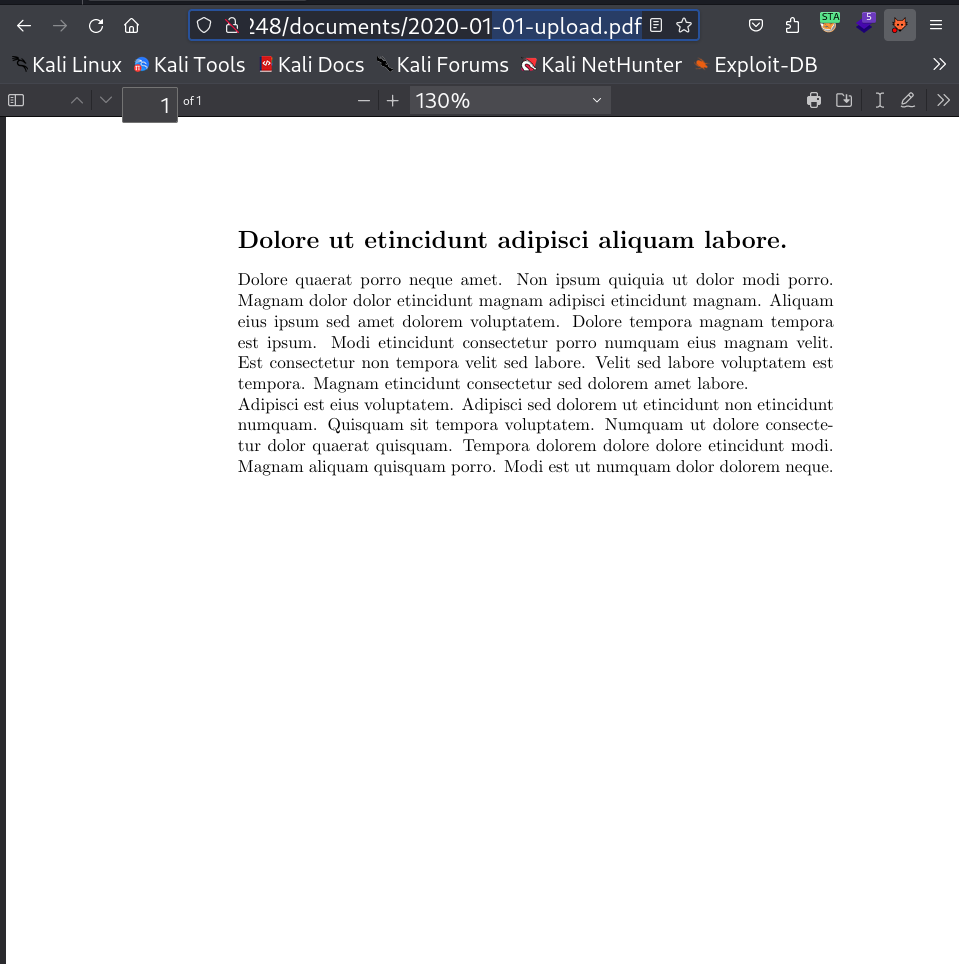 248/documents/2020-01-01-upload.pdf
STA
5
Kali Linux Kali Tools Kali Docs Kali Forums Kali NetHunter Exploit-DB
1 of 1 130%
Dolore ut etincidunt adipisci aliquam labore.
Dolore quaerat porro neque amet. Non ipsum quiquia ut dolor modi porro.
Magnam dolor dolor etincidunt magnam adipisci etincidunt magnam. Aliquam
eius ipsum sed amet dolorem voluptatem. Dolore tempora magnam tempora
est ipsum. Modi etincidunt consectetur porro numquam eius magnam velit.
Est consectetur non tempora velit sed labore. Velit sed labore voluptatem est
tempora. Magnam etincidunt consectetur sed dolorem amet labore.
Adipisci est eius voluptatem. Adipisci sed dolorem ut etincidunt non etincidunt
numquam. Quisquam sit tempora voluptatem. Numquam ut dolore consecte-
tur dolor quaerat quisquam. Tempora dolorem dolore dolore etincidunt modi.
Magnam aliquam quisquam porro. Modi est ut numquam dolor dolorem neque.